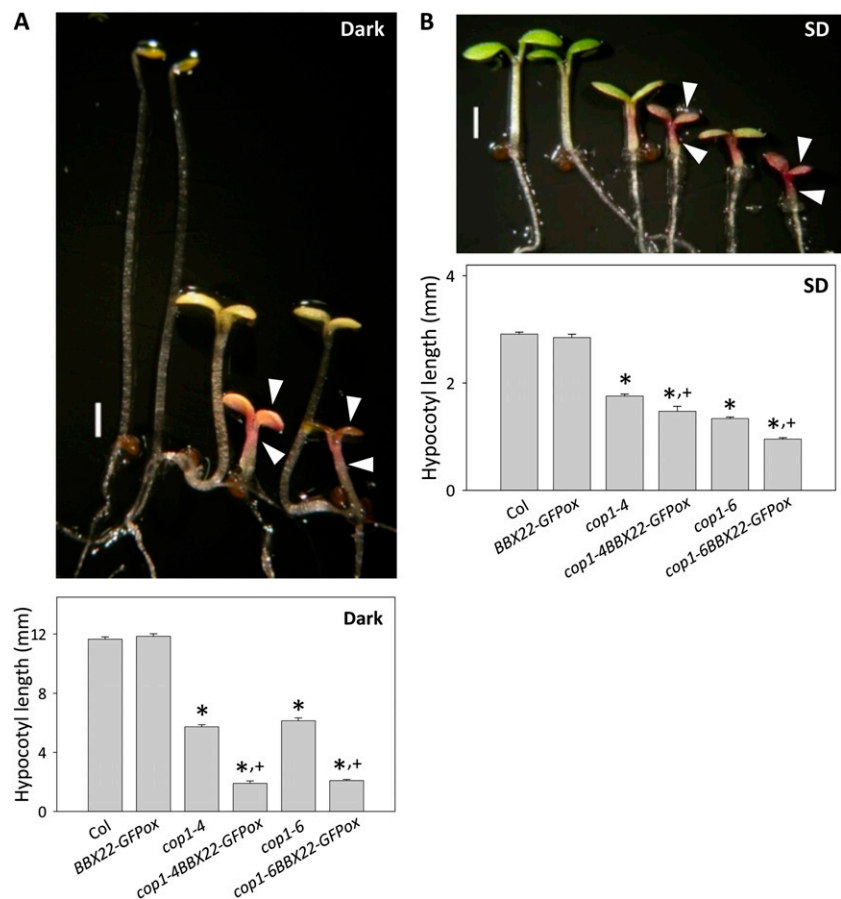 A
Dark
B
SD
Hypocotyl length (mm)
4
2
0
SD
*
*,+
*
*,+
Col
BBX22-GFPox
cop1-4
cop1-4BBX22-GFPox
cop1-6
cop1-6BBX22-GFPox
Hypocotyl length (mm)
12
8
4
0
Dark
*
*,+
*
*,+
Col
BBX22-GFPox
cop1-4
cop1-4BBX22-GFPox
cop1-6
cop1-6BBX22-GFPox